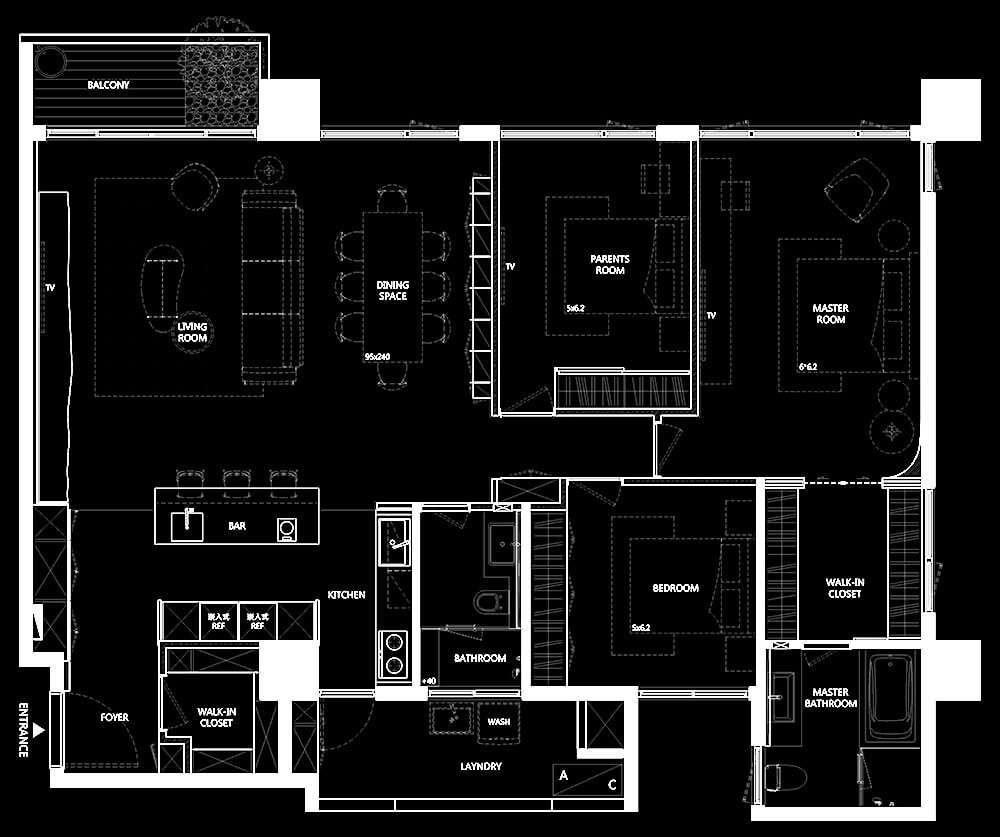 BALCONY
TV
LIVING
ROOM
DINING
SPACE
95x240
TV
PARENTS
ROOM
5x6.2
TV
MASTER
ROOM
6*6.2
BAR
KITCHEN
嵌入式
REF
嵌入式
REF
BATHROOM
+40
BEDROOM
5x6.2
WALK-IN
CLOSET
MASTER
BATHROOM
ENTRANCE
FOYER
WALK-IN
CLOSET
WASH
LAYNDRY
A
C